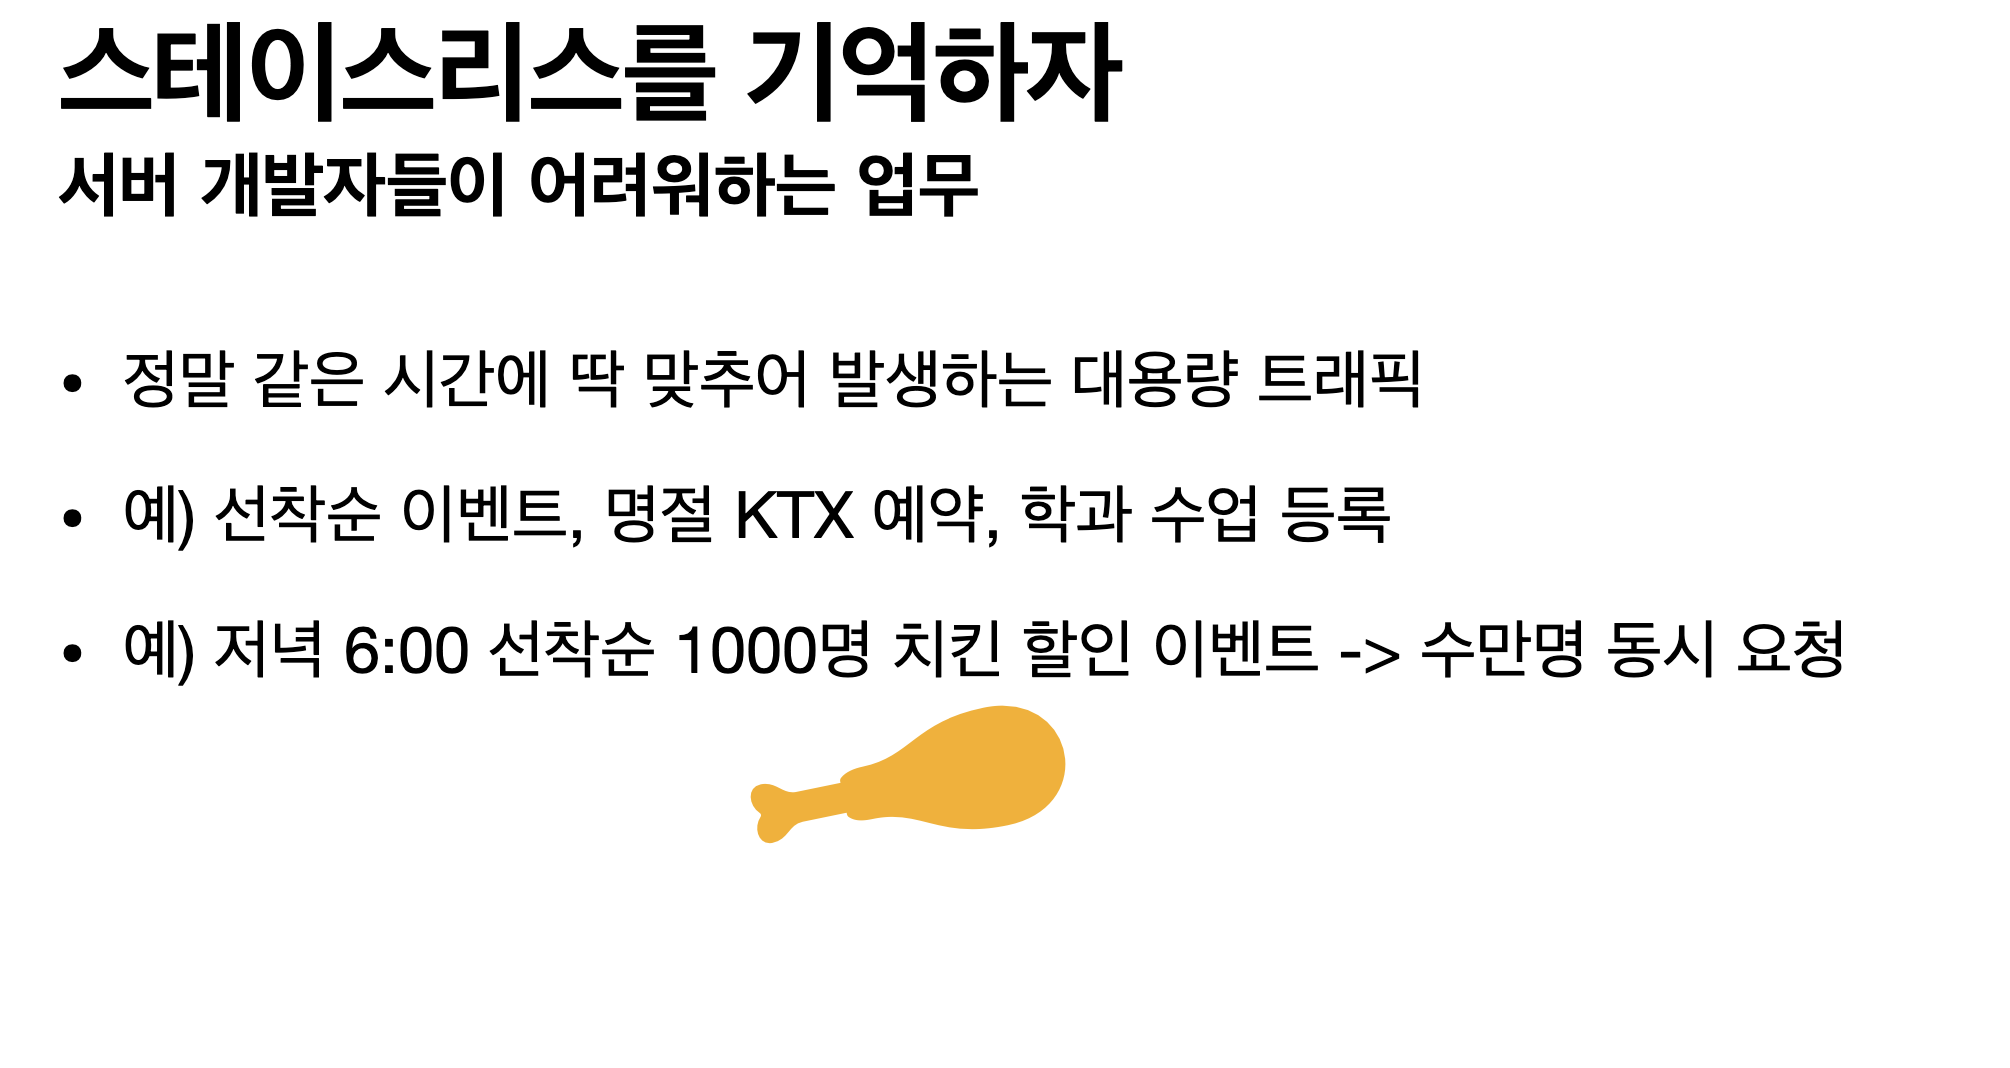 스테이스리스를 기억하자
서버 개발자들이 어려워하는 업무
• 정말 같은 시간에 딱 맞추어 발생하는 대용량 트래픽
• 예) 선착순 이벤트, 명절 KTX 예약, 학과 수업 등록
• 예) 저녁 6:00 선착순 1000명 치킨 할인 이벤트 -> 수만명 동시 요청